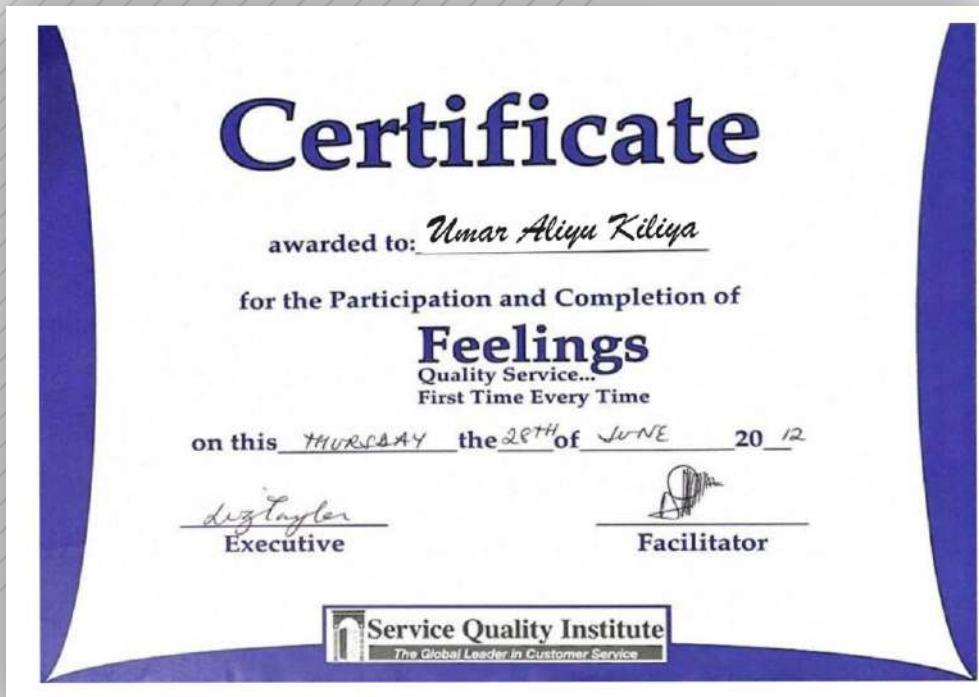 Certificate
awarded to: Umar Aliyu Kiliya
for the Participation and Completion of
Feelings
Quality Service...
First Time Every Time
on this THURSDAY the 28TH of JUNE 20 12
Liz Taylor
Executive
Facilitator
Service Quality Institute
The Global Leader in Customer Service